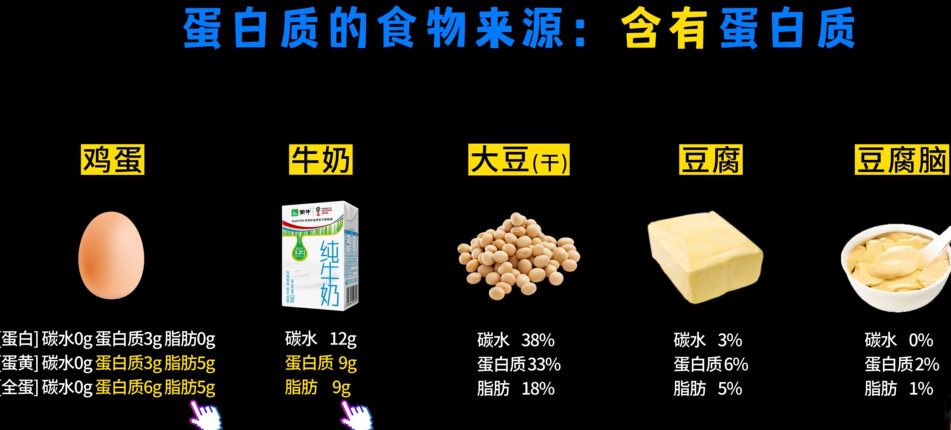 蛋白质的食物来源：含有蛋白质
鸡蛋
牛奶
大豆(干)
豆腐
豆腐脑
蒙牛
纯牛奶
[蛋白] 碳水0g 蛋白质3g 脂肪0g
[蛋黄] 碳水0g 蛋白质3g 脂肪5g
[全蛋] 碳水0g 蛋白质6g 脂肪5g
碳水 12g
蛋白质 9g
脂肪 9g
碳水 38%
蛋白质33%
脂肪 18%
碳水 3%
蛋白质6%
脂肪 5%
碳水 0%
蛋白质2%
脂肪 1%